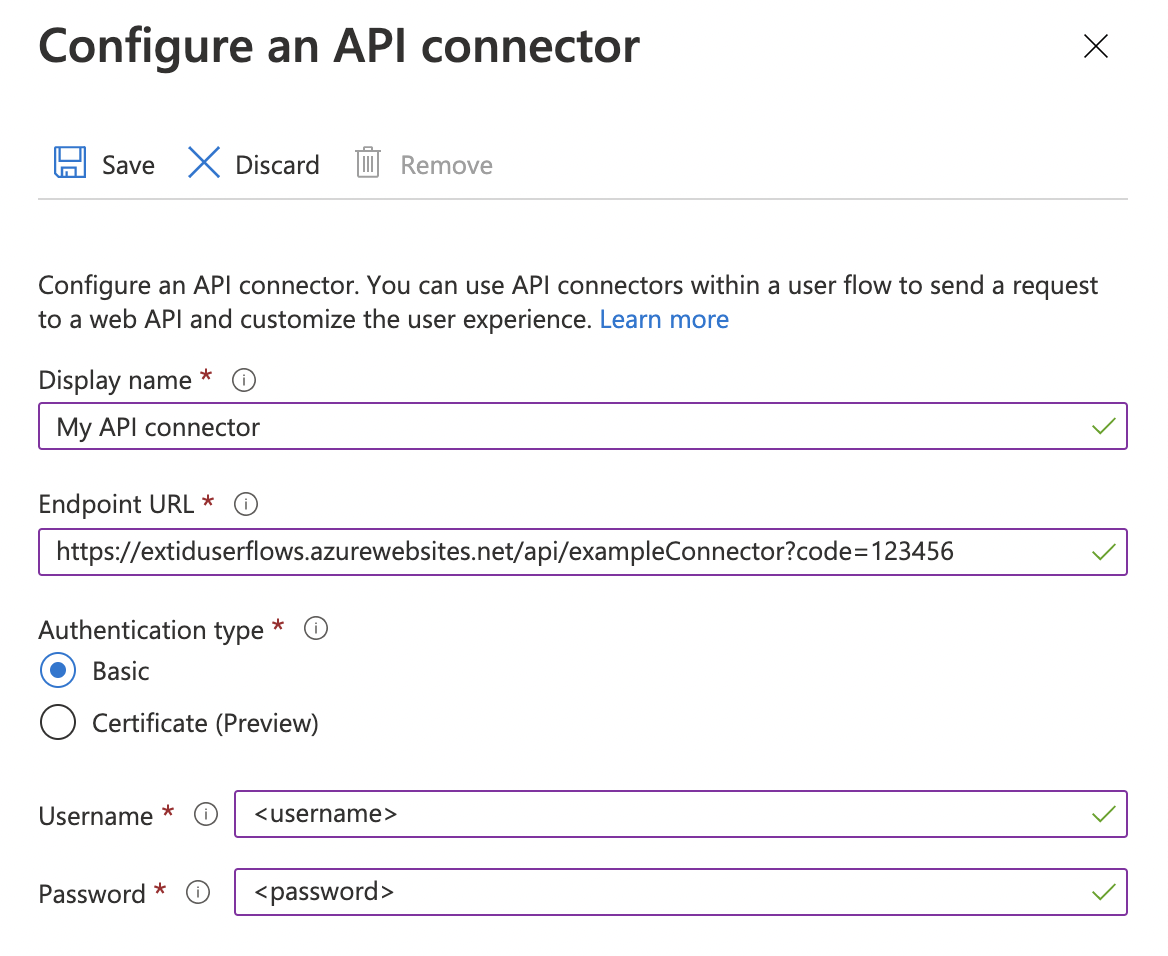 Configure an API connector
Save Discard Remove
Configure an API connector. You can use API connectors within a user flow to send a request
to a web API and customize the user experience. Learn more
Display name *
My API connector
Endpoint URL *
https://extiduserflows.azurewebsites.net/api/exampleConnector?code=123456
Authentication type *
Basic
Certificate (Preview)
Username * <username>
Password * <password>